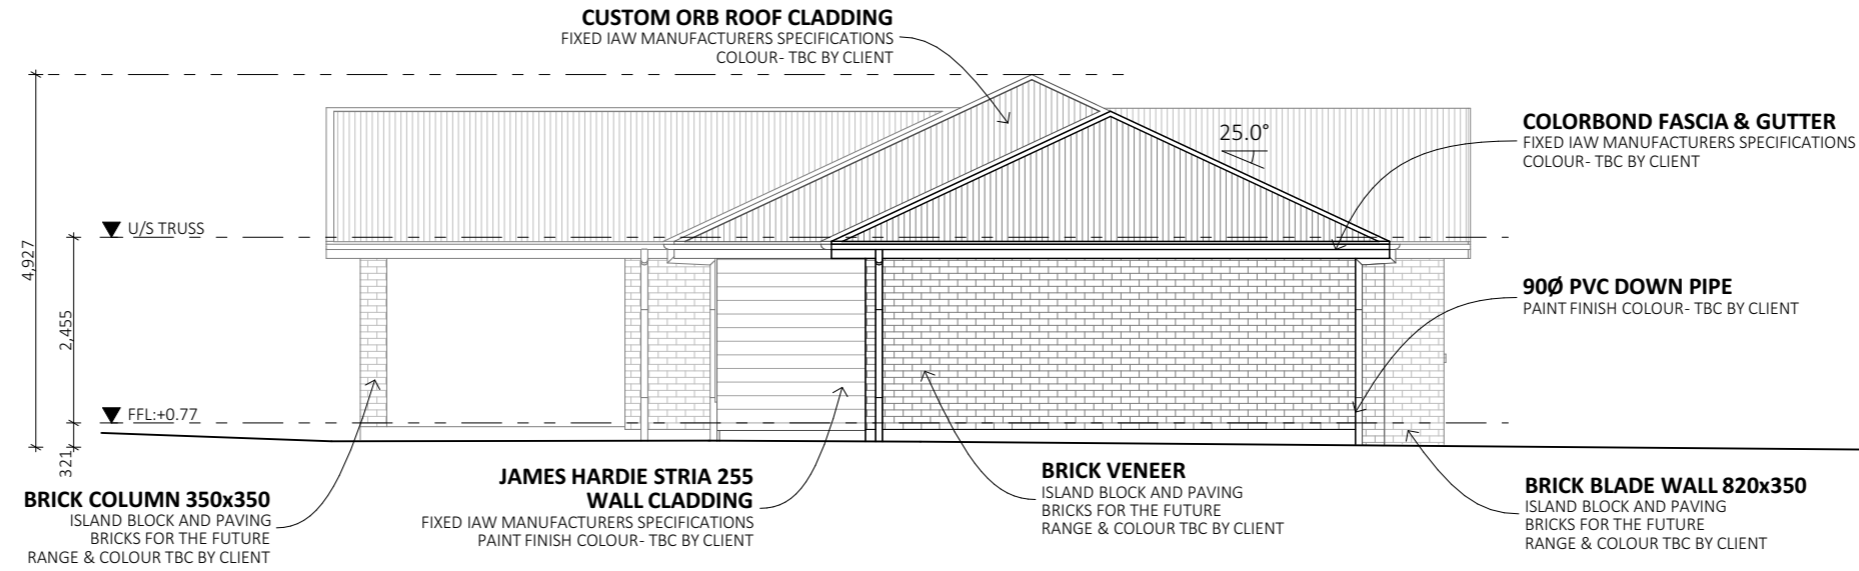 CUSTOM ORB ROOF CLADDING
FIXED IAW MANUFACTURERS SPECIFICATIONS
COLOUR- TBC BY CLIENT
25.0°
COLORBOND FASCIA & GUTTER
FIXED IAW MANUFACTURERS SPECIFICATIONS
COLOUR- TBC BY CLIENT
U/S TRUSS
4,927
2,455
90Ø PVC DOWN PIPE
PAINT FINISH COLOUR- TBC BY CLIENT
FFL:+0.77
321
BRICK COLUMN 350x350
ISLAND BLOCK AND PAVING
BRICKS FOR THE FUTURE
RANGE & COLOUR TBC BY CLIENT
JAMES HARDIE STRIA 255
WALL CLADDING
FIXED IAW MANUFACTURERS SPECIFICATIONS
PAINT FINISH COLOUR- TBC BY CLIENT
BRICK VENEER
ISLAND BLOCK AND PAVING
BRICKS FOR THE FUTURE
RANGE & COLOUR TBC BY CLIENT
BRICK BLADE WALL 820x350
ISLAND BLOCK AND PAVING
BRICKS FOR THE FUTURE
RANGE & COLOUR TBC BY CLIENT